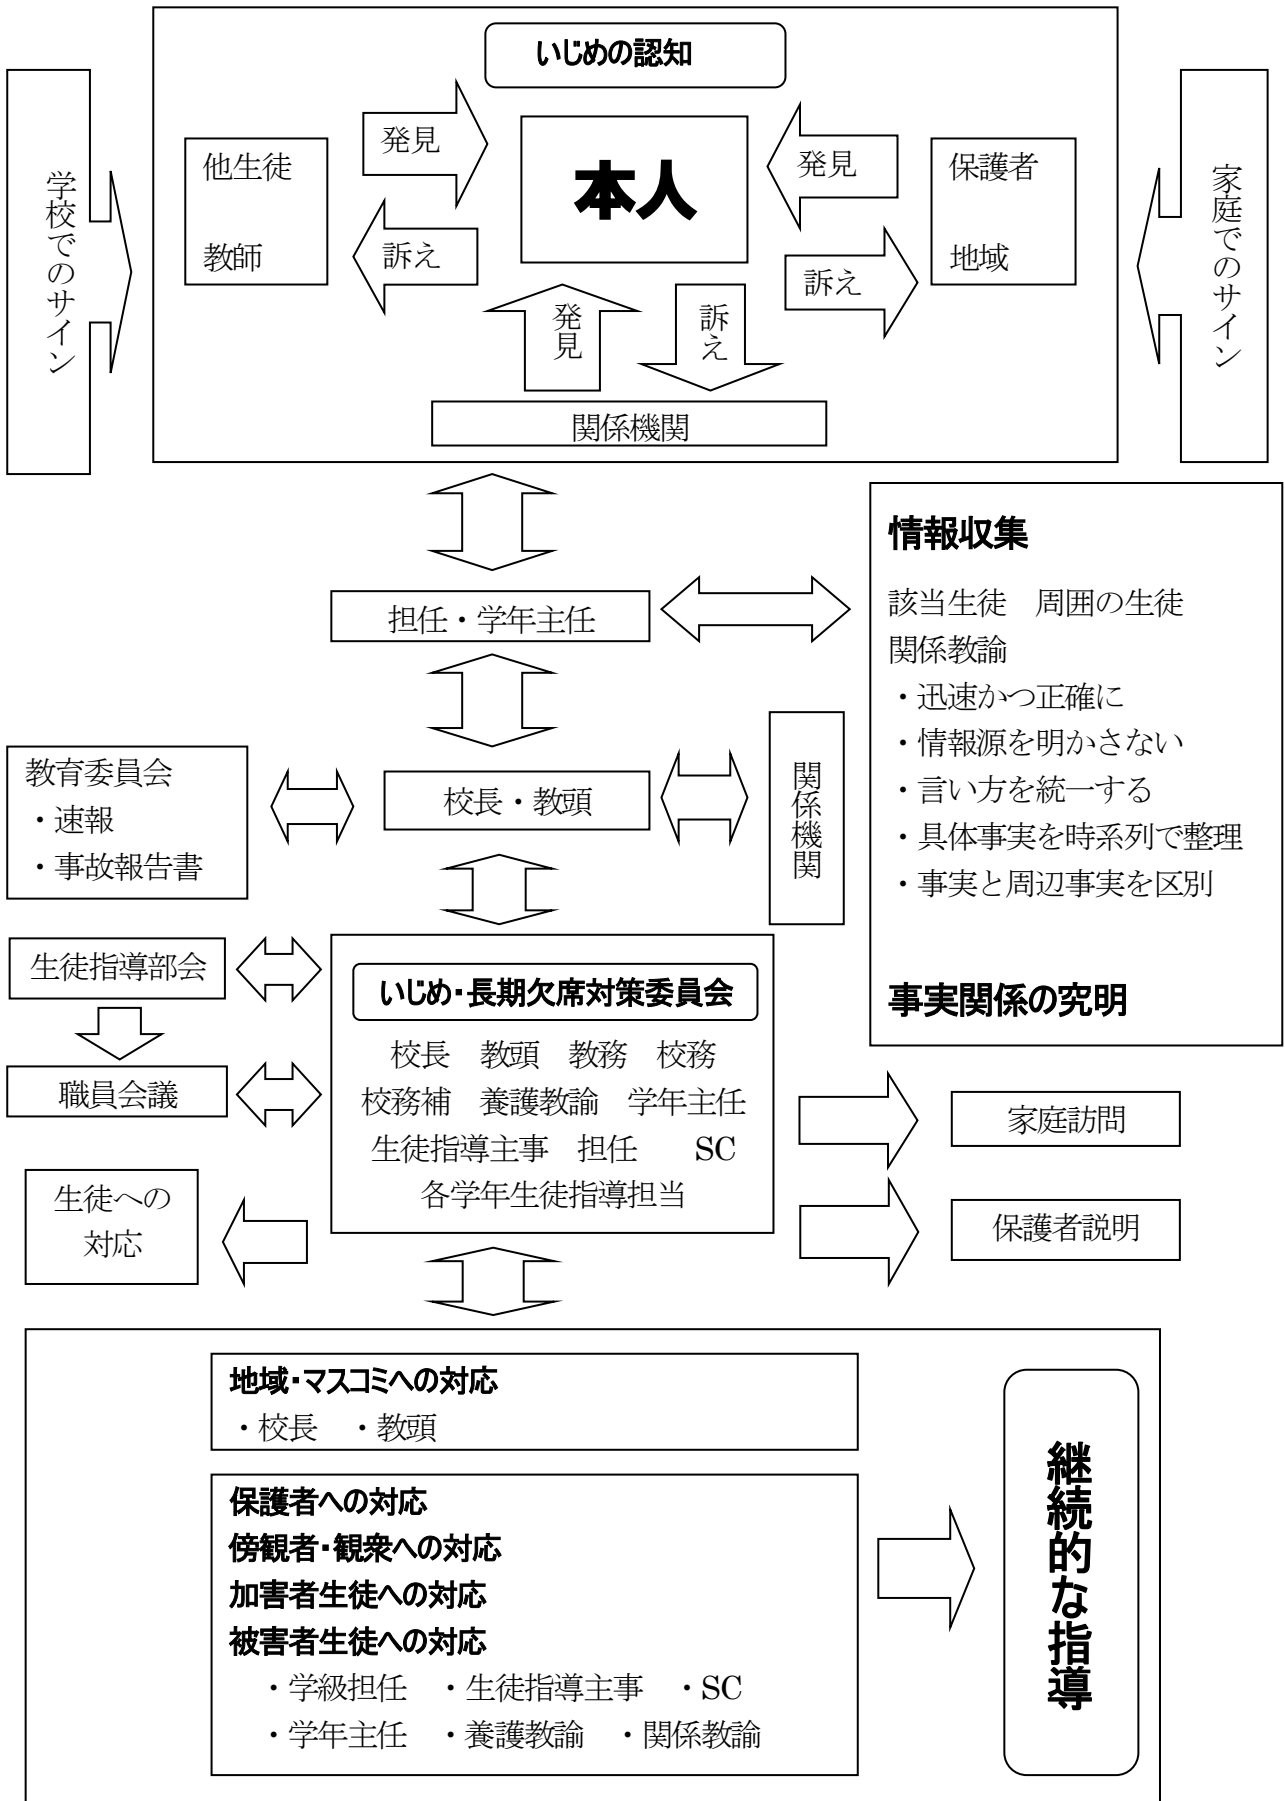 いじめの認知
学校でのサイン
他生徒
教師
発見
訴え
本人
発見
訴え
保護者
地域
家庭でのサイン
発見
訴え
関係機関
担任・学年主任
情報収集
該当生徒　周囲の生徒
関係教諭
・迅速かつ正確に
・情報源を明かさない
・言い方を統一する
・具体事実を時系列で整理
・事実と周辺事実を区別
事実関係の究明
教育委員会
・速報
・事故報告書
校長・教頭
関係機関
生徒指導部会
職員会議
いじめ・長期欠席対策委員会
校長　教頭　教務　校務
校務補　養護教諭　学年主任
生徒指導主事　担任　　SC
各学年生徒指導担当
家庭訪問
保護者説明
生徒への
対応
地域・マスコミへの対応
・校長　・教頭
保護者への対応
傍観者・観衆への対応
加害者生徒への対応
被害者生徒への対応
・学級担任　・生徒指導主事　・SC
・学年主任　・養護教諭　・関係教諭
継続的な指導